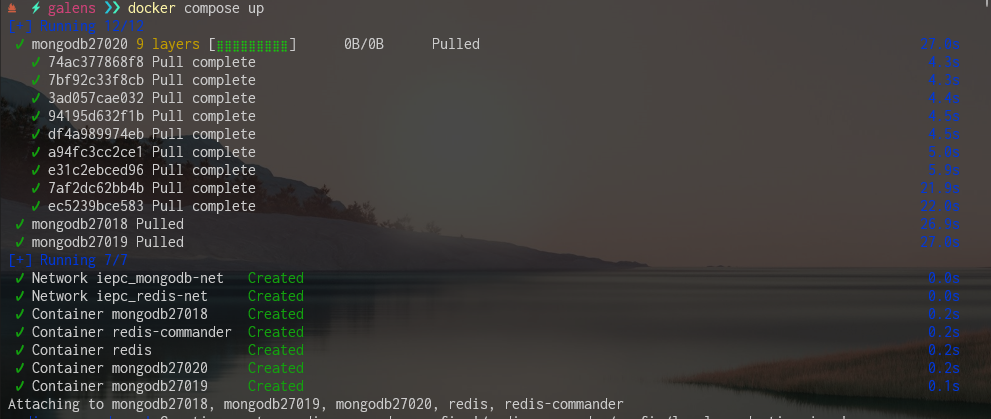 galens ❯❯ docker compose up
[+] Running 12/12
✔ mongodb27020 9 layers [⣿⣿⣿⣿⣿⣿⣿⣿⣿] 0B/0B Pulled 27.0s
✔ 74ac377868f8 Pull complete 4.3s
✔ 7bf92c33f8cb Pull complete 4.3s
✔ 3ad057cae032 Pull complete 4.4s
✔ 94195d632f1b Pull complete 4.5s
✔ df4a989974eb Pull complete 4.5s
✔ a94fc3cc2ce1 Pull complete 5.0s
✔ e31c2ebced96 Pull complete 5.9s
✔ 7af2dc62bb4b Pull complete 21.9s
✔ ec5239bce583 Pull complete 22.8s
✔ mongodb27018 Pulled 26.9s
✔ mongodb27019 Pulled 27.0s
[+] Running 7/7
✔ Network iepc_mongodb-net Created 0.0s
✔ Network iepc_redis-net Created 0.0s
✔ Container mongodb27018 Created 0.2s
✔ Container redis-commander Created 0.2s
✔ Container redis Created 0.2s
✔ Container mongodb27020 Created 0.2s
✔ Container mongodb27019 Created 0.1s
Attaching to mongodb27018, mongodb27019, mongodb27020, redis, redis-commander